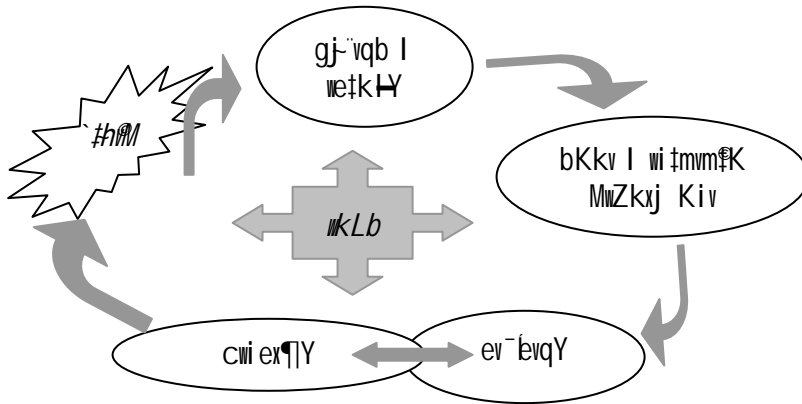 gj~¨vqb I
bKkv I wi‡mvm‡©K
MwZkxj Kiv
wkLb
cwiex¶Y
ev¯ÍevqY